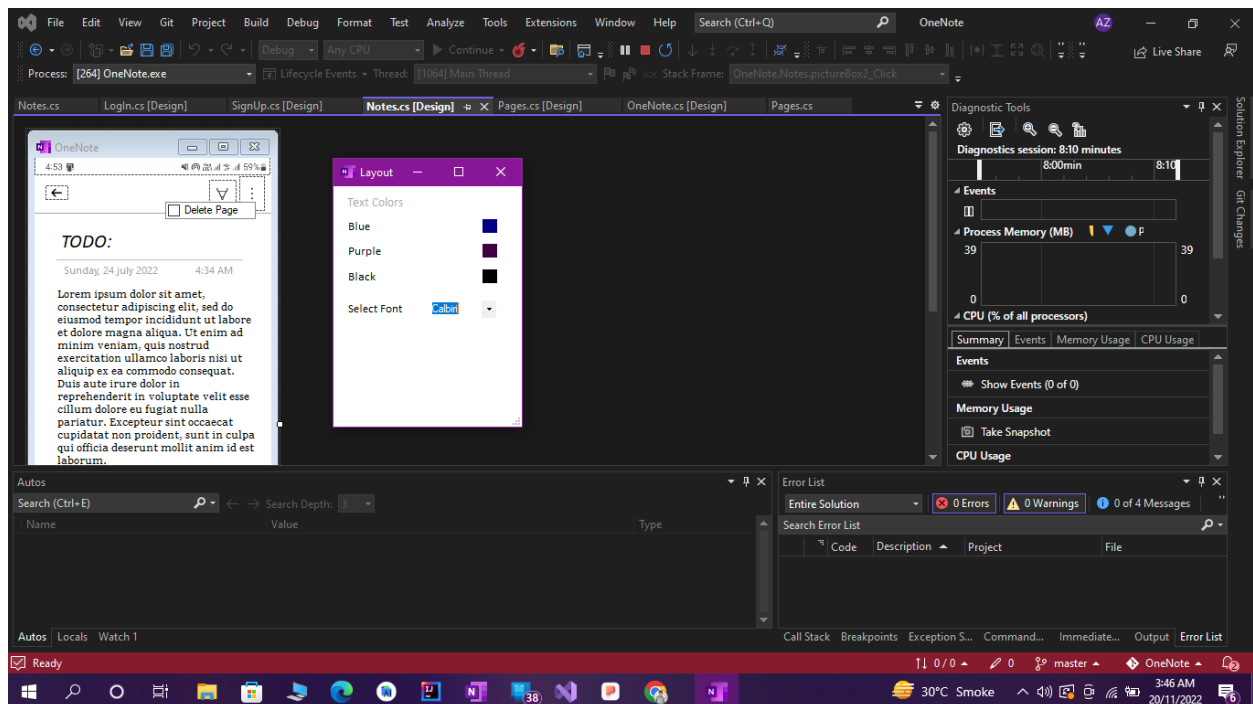 File Edit View Git Project Build Debug Format Test Analyze Tools Extensions Window Help Search (Ctrl+Q) OneNote AZ
Debug Any CPU Continue Live Share
Process: [264] OneNote.exe Lifecycle Events Thread: [1064] Main Thread Stack Frame: OneNote.Notes.pictureBox2_Click
Notes.cs LogIn.cs [Design] SignUp.cs [Design] Notes.cs [Design] Pages.cs [Design] OneNote.cs [Design] Pages.cs
OneNote
4:53 59%
Delete Page
TODO:
Sunday, 24 july 2022 4:34 AM
Lorem ipsum dolor sit amet,
consectetur adipiscing elit, sed do
eiusmod tempor incididunt ut labore
et dolore magna aliqua. Ut enim ad
minim veniam, quis nostrud
exercitation ullamco laboris nisi ut
aliquip ex ea commodo consequat.
Duis aute irure dolor in
reprehenderit in voluptate velit esse
cillum dolore eu fugiat nulla
pariatur. Excepteur sint occaecat
cupidatat non proident, sunt in culpa
qui officia deserunt mollit anim id est
laborum.
Layout
Text Colors
Blue
Purple
Black
Select Font Calbiri
Diagnostic Tools
Diagnostics session: 8:10 minutes
8:00min 8:10
Events
Process Memory (MB) P
39 39
0 0
CPU (% of all processors)
Summary Events Memory Usage CPU Usage
Events
Show Events (0 of 0)
Memory Usage
Take Snapshot
CPU Usage
Solution Explorer
Git Changes
Autos
Search (Ctrl+E) Search Depth: 3
Name Value Type
Autos Locals Watch 1
Error List
Entire Solution 0 Errors 0 Warnings 0 of 4 Messages
Search Error List
Code Description Project File
Call Stack Breakpoints Exception S... Command... Immediate... Output Error List
Ready 0 / 0 0 master OneNote 2
38 30°C Smoke 3:46 AM
20/11/2022 6